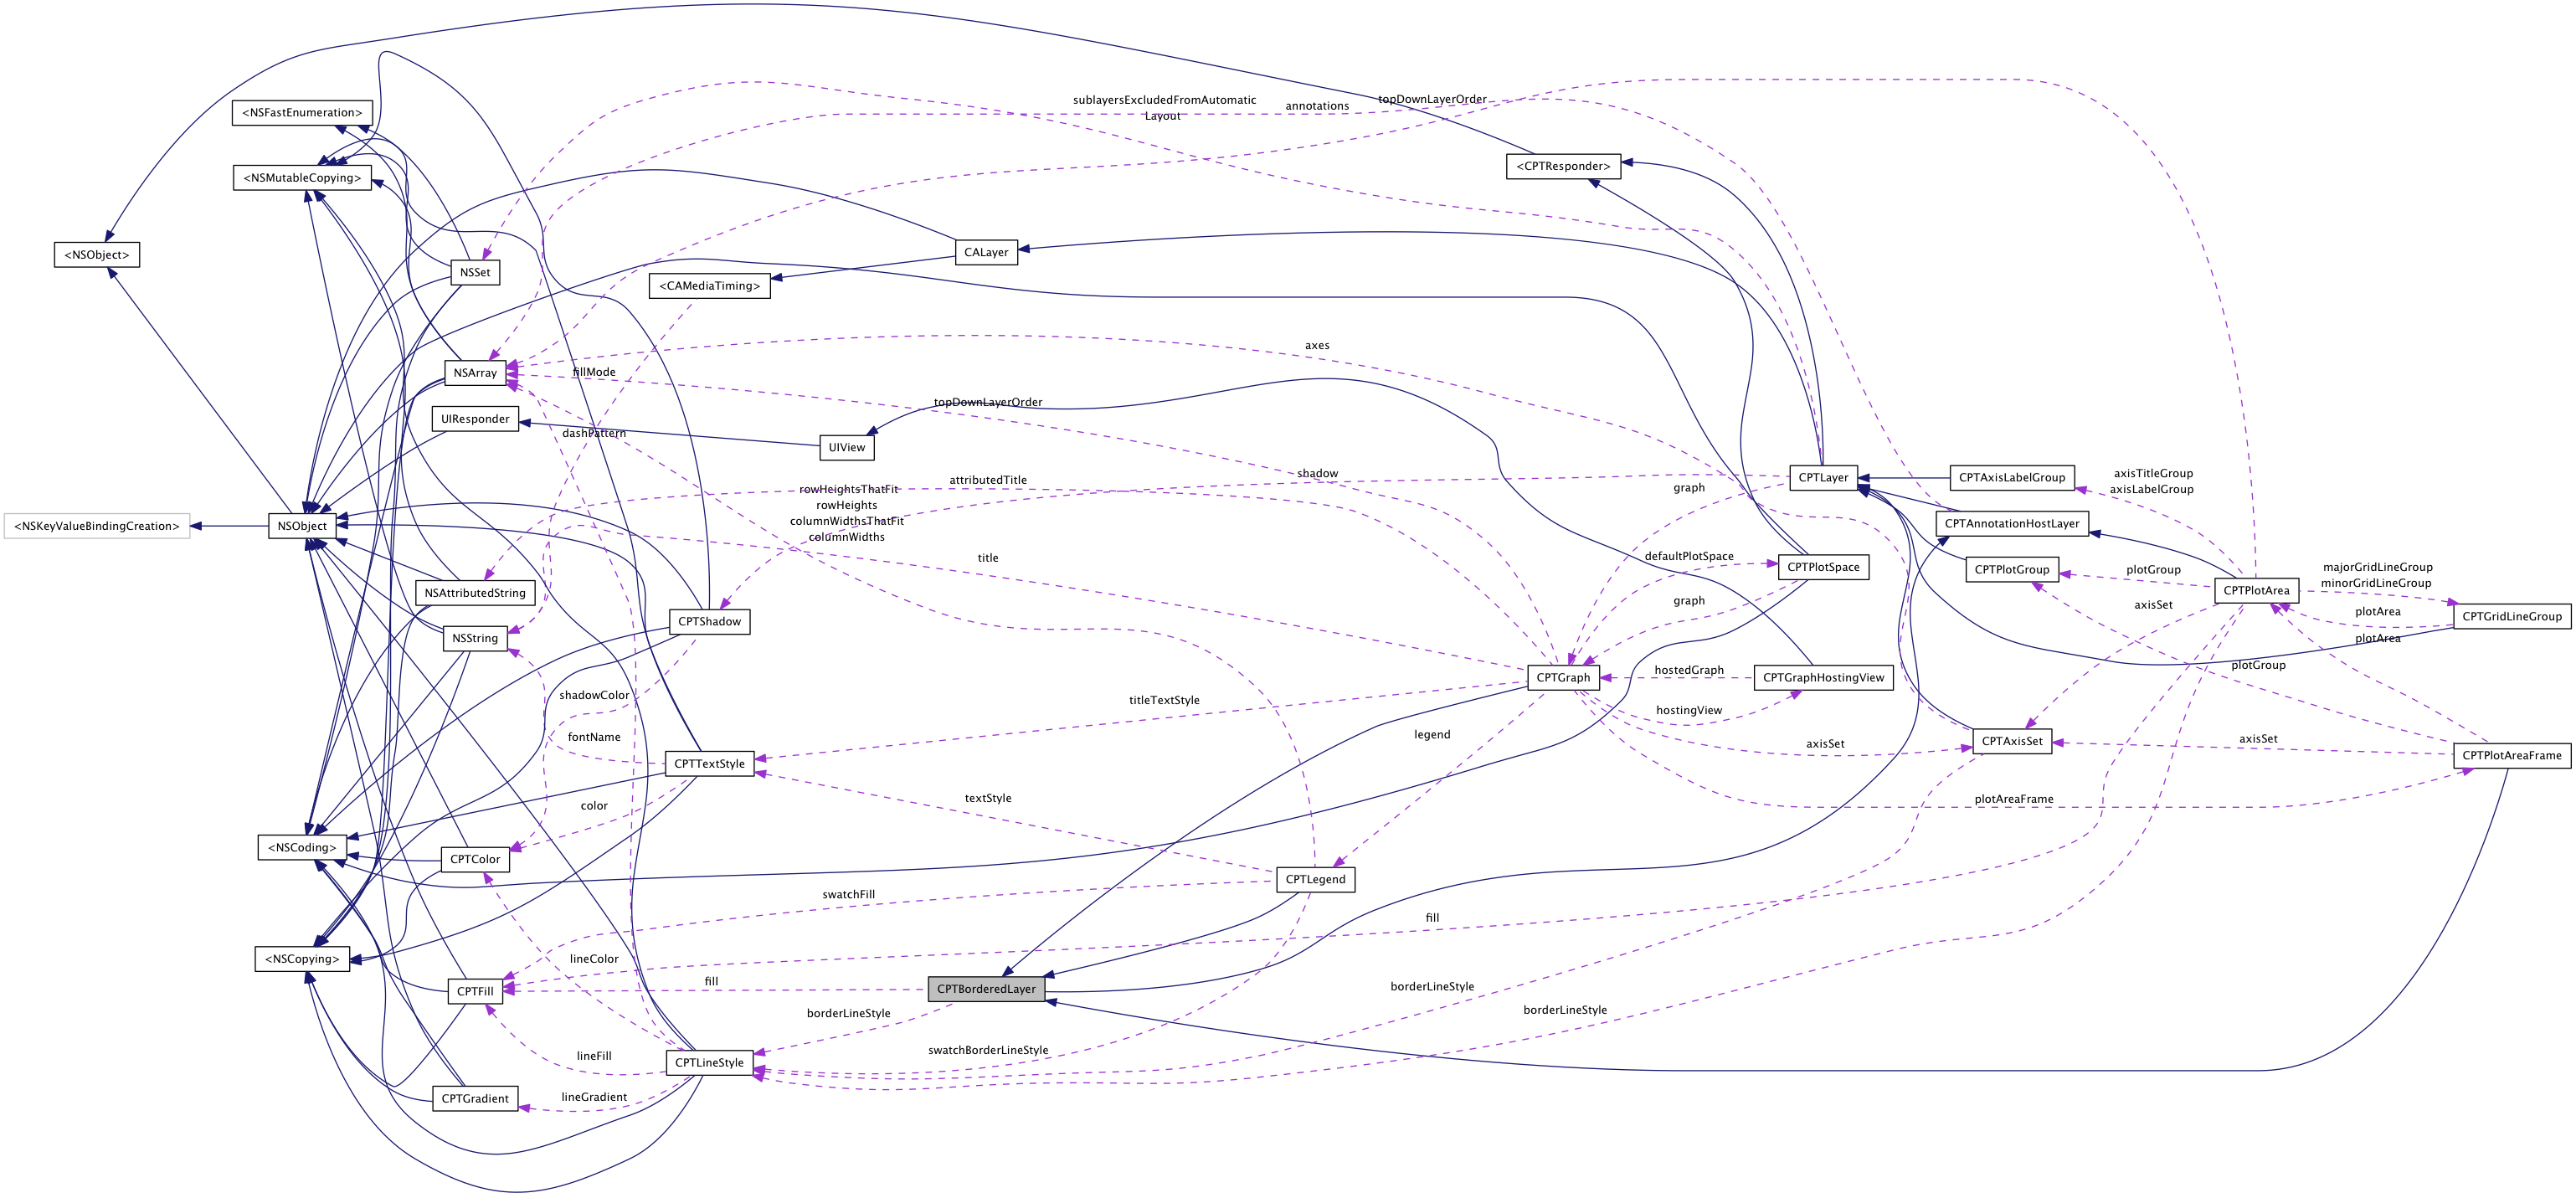 topDownLayerOrder
sublayersExcludedFromAutomatic
Layout
annotations
<NSFastEnumeration>
<CPTResponder>
<NSMutableCopying>
<NSObject>
CALayer
NSSet
<CAMediaTiming>
axes
NSArray
fillMode
topDownLayerOrder
UIResponder
dashPattern
UIView
shadow
attributedTitle
graph
CPTLayer
CPTAxisLabelGroup
axisTitleGroup
axisLabelGroup
rowHeightsThatFit
rowHeights
columnWidthsThatFit
columnWidths
<NSKeyValueBindingCreation>
NSObject
CPTAnnotationHostLayer
title
defaultPlotSpace
CPTPlotSpace
CPTPlotGroup
plotGroup
majorGridLineGroup
minorGridLineGroup
NSAttributedString
CPTPlotArea
graph
axisSet
plotArea
CPTGridLineGroup
CPTShadow
NSString
plotArea
plotGroup
hostedGraph
CPTGraph
CPTGraphHostingView
shadowColor
titleTextStyle
hostingView
fontName
legend
axisSet
CPTAxisSet
axisSet
CPTPlotAreaFrame
CPTTextStyle
color
textStyle
plotAreaFrame
<NSCoding>
CPTColor
CPTLegend
swatchFill
fill
<NSCopying>
lineColor
CPTFill
fill
CPTBorderedLayer
borderLineStyle
borderLineStyle
borderLineStyle
swatchBorderLineStyle
lineFill
CPTLineStyle
CPTGradient
lineGradient